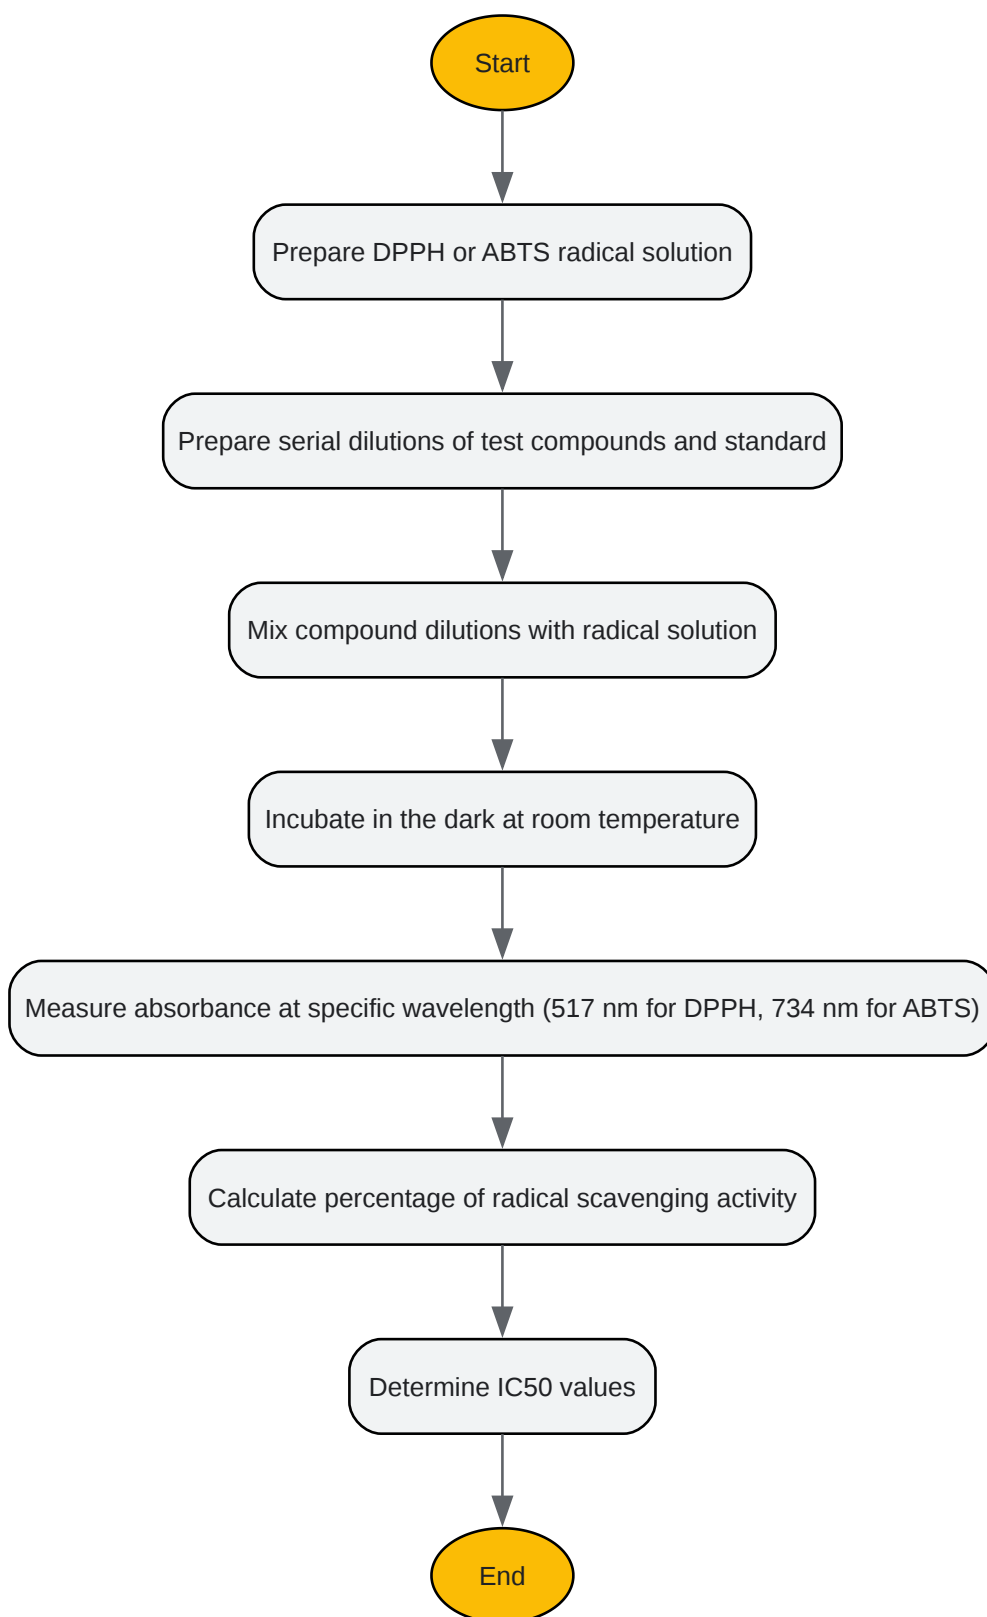 Start
Prepare DPPH or ABTS radical solution
Prepare serial dilutions of test compounds and standard
Mix compound dilutions with radical solution
Incubate in the dark at room temperature
Measure absorbance at specific wavelength (517 nm for DPPH, 734 nm for ABTS)
Calculate percentage of radical scavenging activity
Determine IC50 values
End